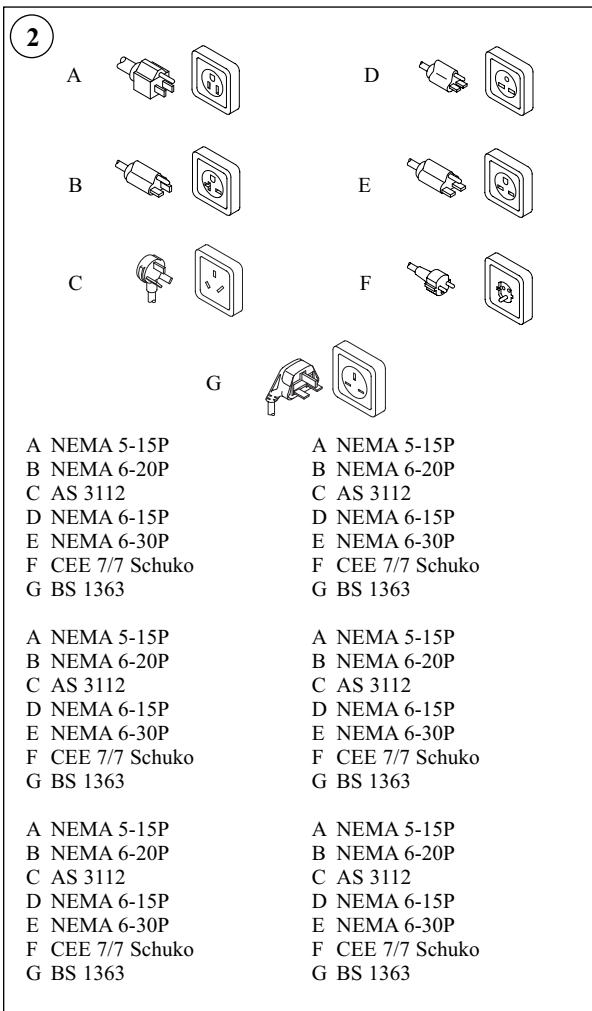 2
A
D
B
E
C
F
G
A NEMA 5-15P
B NEMA 6-20P
C AS 3112
D NEMA 6-15P
E NEMA 6-30P
F CEE 7/7 Schuko
G BS 1363
A NEMA 5-15P
B NEMA 6-20P
C AS 3112
D NEMA 6-15P
E NEMA 6-30P
F CEE 7/7 Schuko
G BS 1363
A NEMA 5-15P
B NEMA 6-20P
C AS 3112
D NEMA 6-15P
E NEMA 6-30P
F CEE 7/7 Schuko
G BS 1363
A NEMA 5-15P
B NEMA 6-20P
C AS 3112
D NEMA 6-15P
E NEMA 6-30P
F CEE 7/7 Schuko
G BS 1363
A NEMA 5-15P
B NEMA 6-20P
C AS 3112
D NEMA 6-15P
E NEMA 6-30P
F CEE 7/7 Schuko
G BS 1363
A NEMA 5-15P
B NEMA 6-20P
C AS 3112
D NEMA 6-15P
E NEMA 6-30P
F CEE 7/7 Schuko
G BS 1363